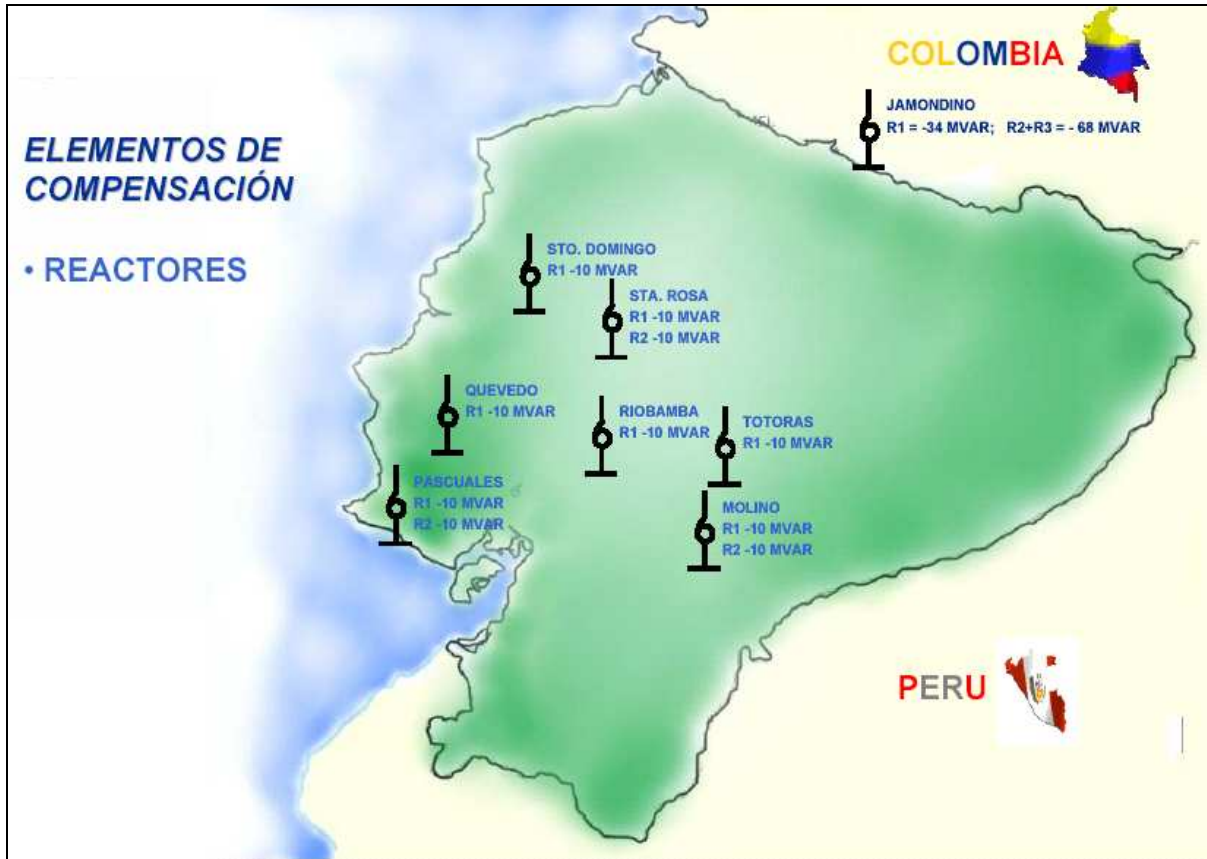 COLOMBIA
JAMONDINO
R1 = -34 MVAR; R2+R3 = - 68 MVAR
ELEMENTOS DE
COMPENSACIÓN
• REACTORES
STO. DOMINGO
R1 -10 MVAR
STA. ROSA
R1 -10 MVAR
R2 -10 MVAR
QUEVEDO
R1 -10 MVAR
RIOBAMBA
R1 -10 MVAR
TOTORAS
R1 -10 MVAR
PASCUALES
R1 -10 MVAR
R2 -10 MVAR
MOLINO
R1 -10 MVAR
R2 -10 MVAR
PERU